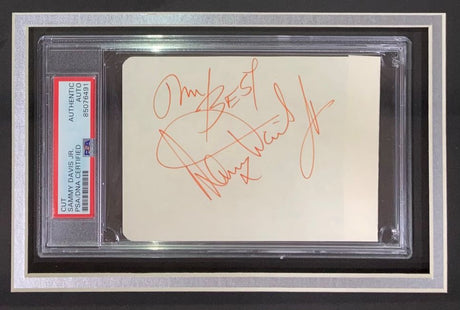 CUT
SAMMY DAVIS JR.
PSA/DNA CERTIFIED
AUTHENTIC
AUTO
85076491
My BEST
Sammy Davis Jr